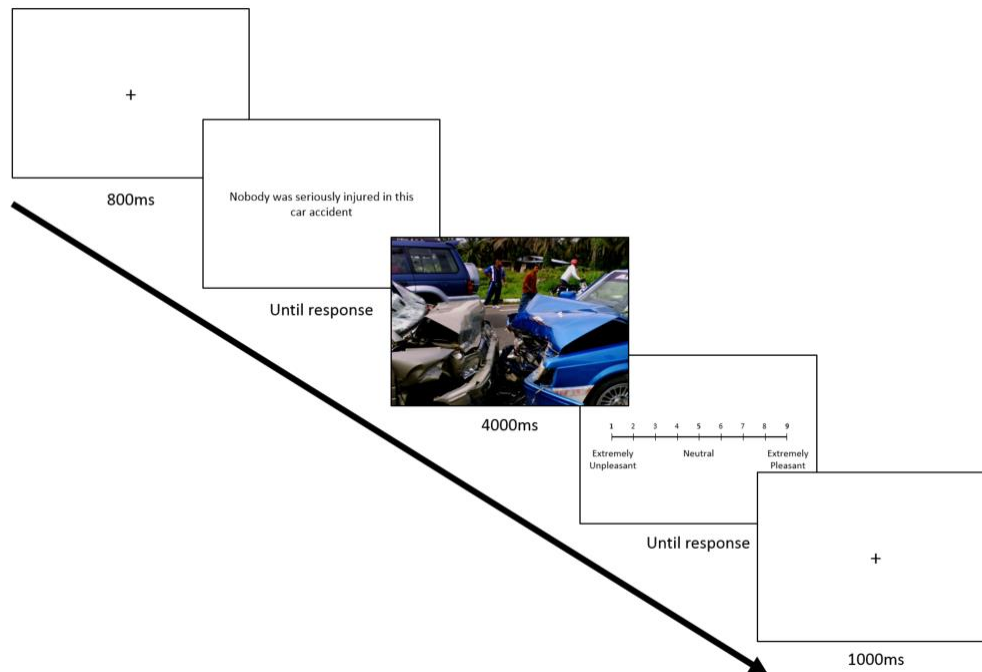 +
800ms
Nobody was seriously injured in this
car accident
Until response
4000ms
1 2 3 4 5 6 7 8 9
Extremely Neutral Extremely
Unpleasant Pleasant
Until response
+
1000ms